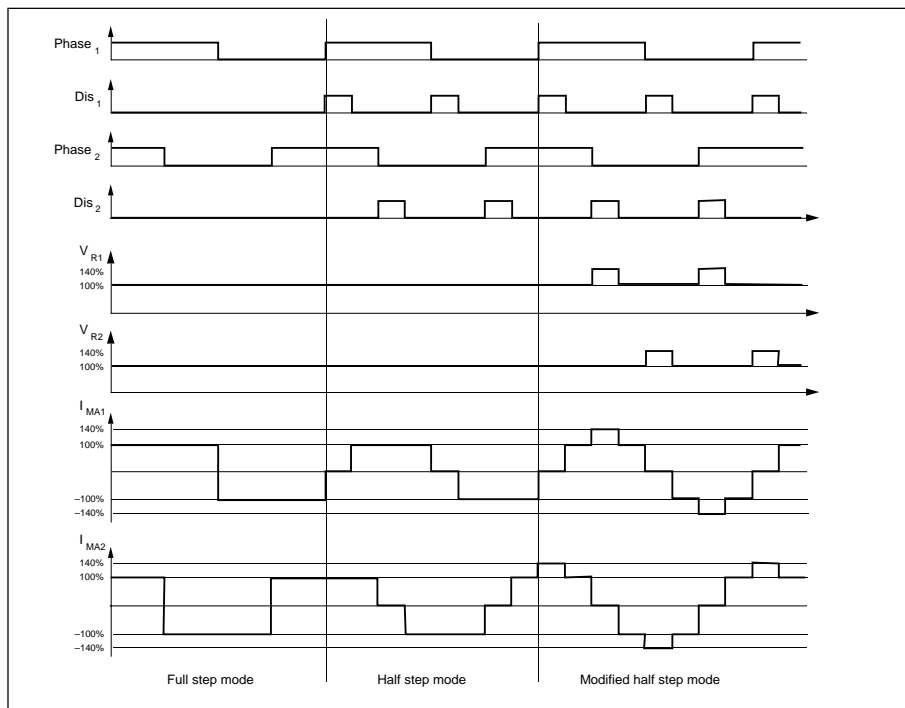 Phase 1
Dis 1
Phase 2
Dis 2
V R1
140%
100%
V R2
140%
100%
I MA1
140%
100%
–100%
–140%
I MA2
140%
100%
–100%
–140%
Full step mode Half step mode Modified half step mode